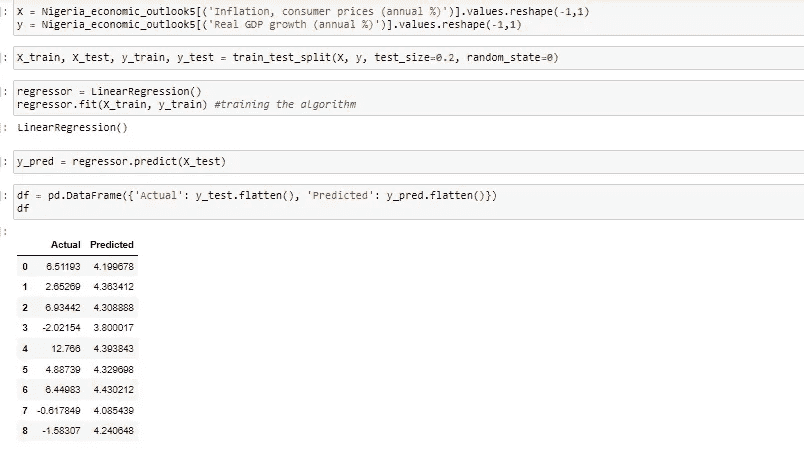 ]: X = Nigeria_economic_outlook5[('Inflation, consumer prices (annual %)')].values.reshape(-1,1)
y = Nigeria_economic_outlook5[('Real GDP growth (annual %)')].values.reshape(-1,1)
]: X_train, X_test, y_train, y_test = train_test_split(X, y, test_size=0.2, random_state=0)
]: regressor = LinearRegression()
regressor.fit(X_train, y_train) #training the algorithm
]: LinearRegression()
]: y_pred = regressor.predict(X_test)
]: df = pd.DataFrame({'Actual': y_test.flatten(), 'Predicted': y_pred.flatten()})
df
]:
Actual Predicted
0 6.51193 4.199678
1 2.65269 4.363412
2 6.93442 4.308888
3 -2.02154 3.800017
4 12.766 4.393843
5 4.88739 4.329698
6 6.44983 4.430212
7 -0.617849 4.085439
8 -1.58307 4.240648